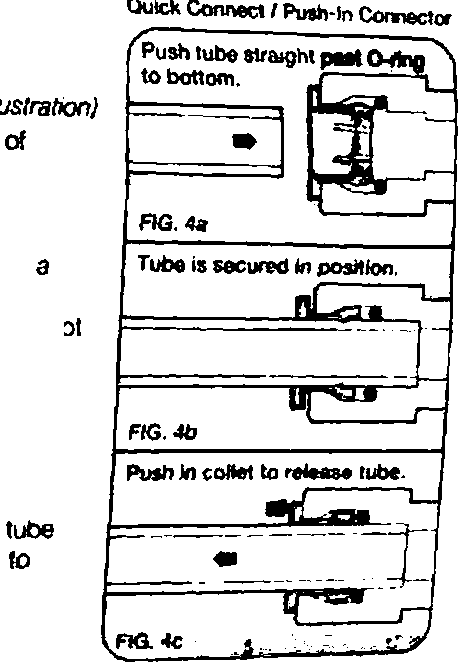 Quick Connect / Push-In Connector
Push tube straight past O-ring
to bottom.
ustration)
of
FIG. 4a
a
Tube is secured in position.
ot
FIG. 4b
Push in collet to release tube.
tube
to
FIG. 4c